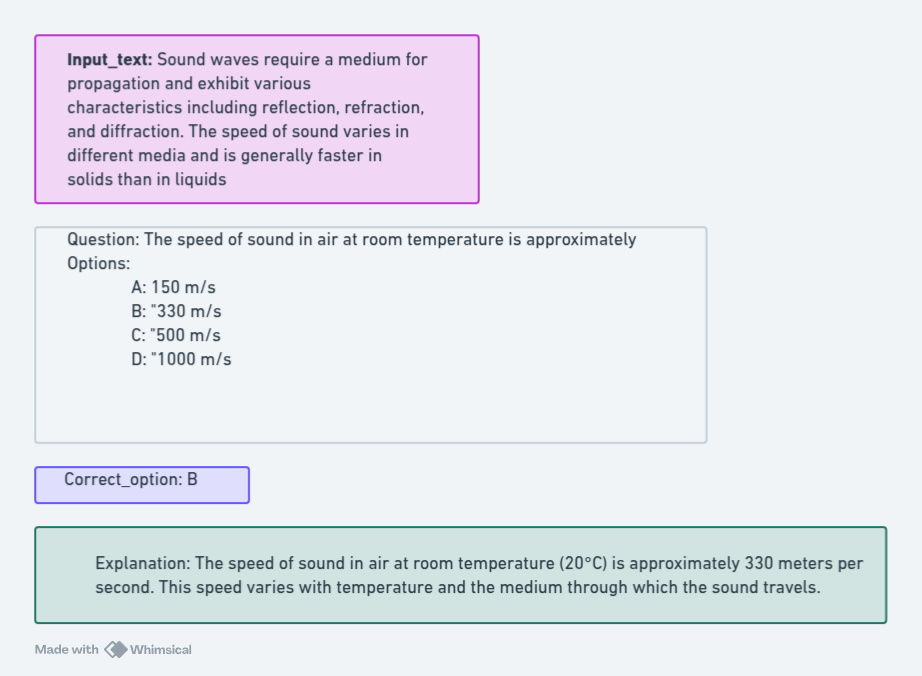 Input_text: Sound waves require a medium for
propagation and exhibit various
characteristics including reflection, refraction,
and diffraction. The speed of sound varies in
different media and is generally faster in
solids than in liquids
Question: The speed of sound in air at room temperature is approximately
Options:
A: 150 m/s
B: "330 m/s
C: "500 m/s
D: "1000 m/s
Correct_option: B
Explanation: The speed of sound in air at room temperature (20°C) is approximately 330 meters per
second. This speed varies with temperature and the medium through which the sound travels.
Made with Whimsical